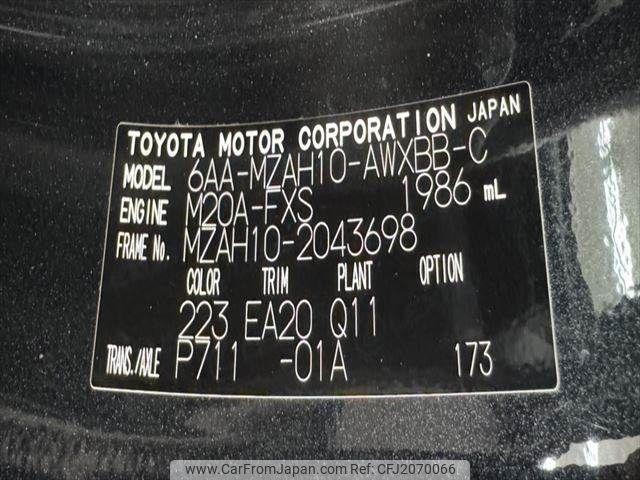 TOYOTA MOTOR CORPORATION JAPAN
MODEL 6AA-MZAH10-AWXBB-C
ENGINE M20A-FXS 1986 mL
FRAME No. MZAH10-2043698
COLOR TRIM PLANT OPTION
223 EA20 Q11
TRANS./AXLE P711 -01A 173
www.CarFromJapan.com ID:CFJ2070066